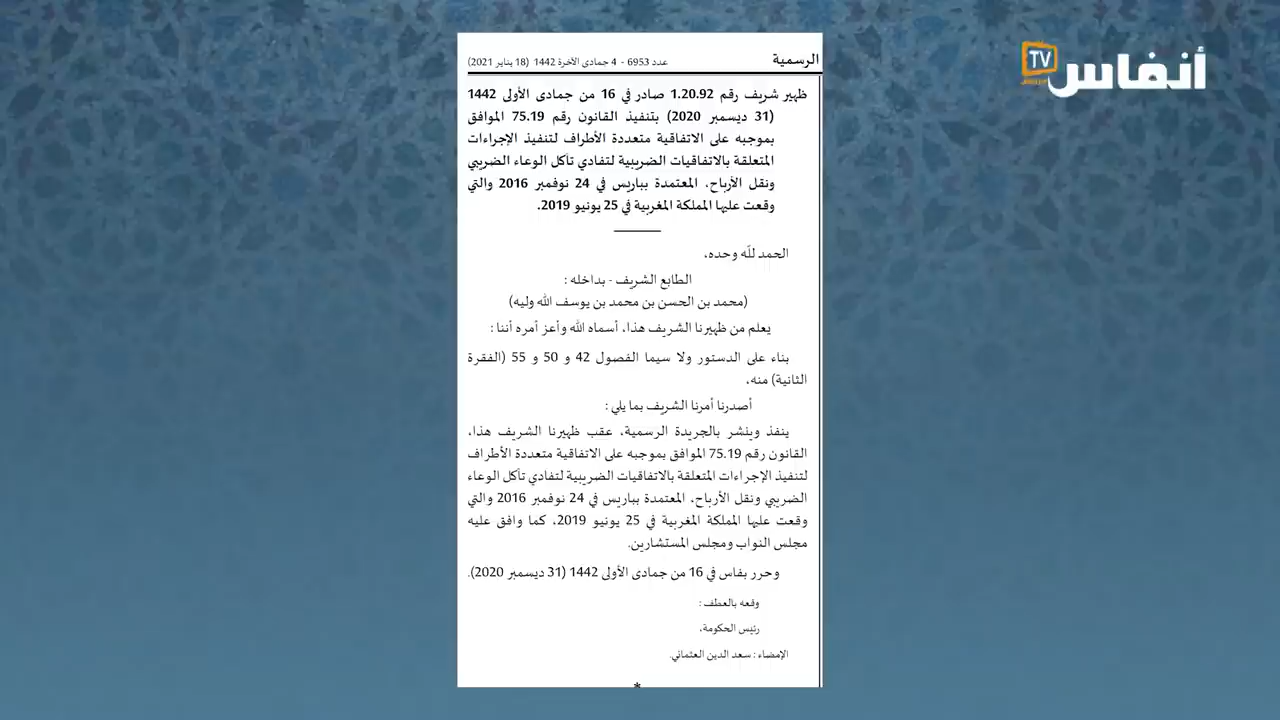 أنفاس
TV
الرسمية
عدد 6953 - 4 جمادى الآخرة 1442 (18 يناير 2021)
ظهير شريف رقم 1.20.92 صادر في 16 من جمادى الأولى 1442
(31 ديسمبر 2020) بتنفيذ القانون رقم 75.19 الموافق
بموجبه على الاتفاقية متعددة الأطراف لتنفيذ الإجراءات
المتعلقة بالاتفاقيات الضريبية لتفادي تآكل الوعاء الضريبي
ونقل الأرباح، المعتمدة بباريس في 24 نوفمبر 2016 والتي
وقعت عليها المملكة المغربية في 25 يونيو 2019.
الحمد لله وحده،
الطابع الشريف - بداخله :
(محمد بن الحسن بن محمد بن يوسف الله وليه)
يعلم من ظهيرنا الشريف هذا، أسماه الله وأعز أمره أننا :
بناء على الدستور ولا سيما الفصول 42 و 50 و 55 (الفقرة
الثانية) منه،
أصدرنا أمرنا الشريف بما يلي :
ينفذ وينشر بالجريدة الرسمية، عقب ظهيرنا الشريف هذا،
القانون رقم 75.19 الموافق بموجبه على الاتفاقية متعددة الأطراف
لتنفيذ الإجراءات المتعلقة بالاتفاقيات الضريبية لتفادي تآكل الوعاء
الضريبي ونقل الأرباح، المعتمدة بباريس في 24 نوفمبر 2016 والتي
وقعت عليها المملكة المغربية في 25 يونيو 2019، كما وافق عليه
مجلس النواب ومجلس المستشارين.
وحرر بفاس في 16 من جمادى الأولى 1442 (31 ديسمبر 2020).
وقعه بالعطف :
رئيس الحكومة،
الإمضاء : سعد الدين العثماني.
*